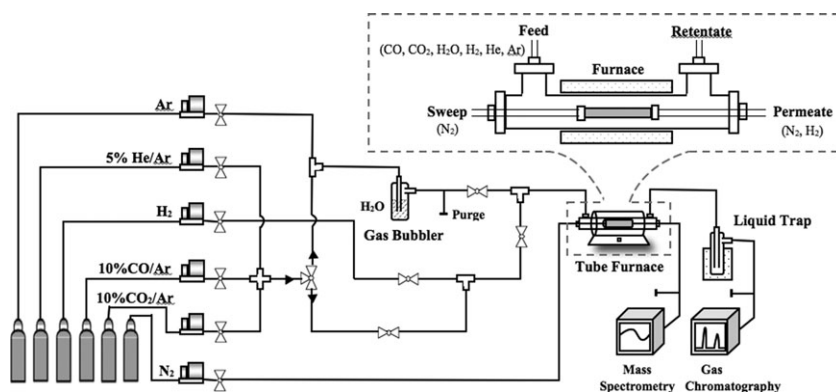 Feed
Retentate
(CO, CO₂, H₂O, H₂, He, Ar)
Furnace
Sweep
(N₂)
Permeate
(N₂, H₂)
Ar
5% He/Ar
H₂
10%CO/Ar
10%CO₂/Ar
N₂
H₂O
Purge
Gas Bubbler
Tube Furnace
Liquid Trap
Mass
Spectrometry
Gas
Chromatography